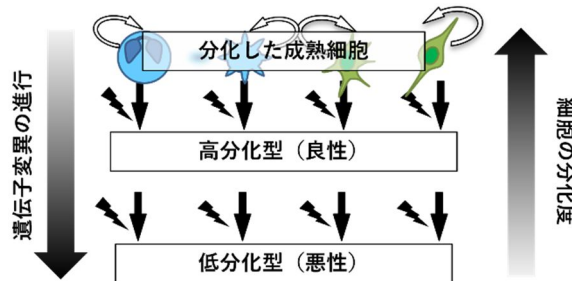 分化した成熟細胞
遺伝子変異の進行
高分化型（良性）
細胞の分化度
低分化型（悪性）